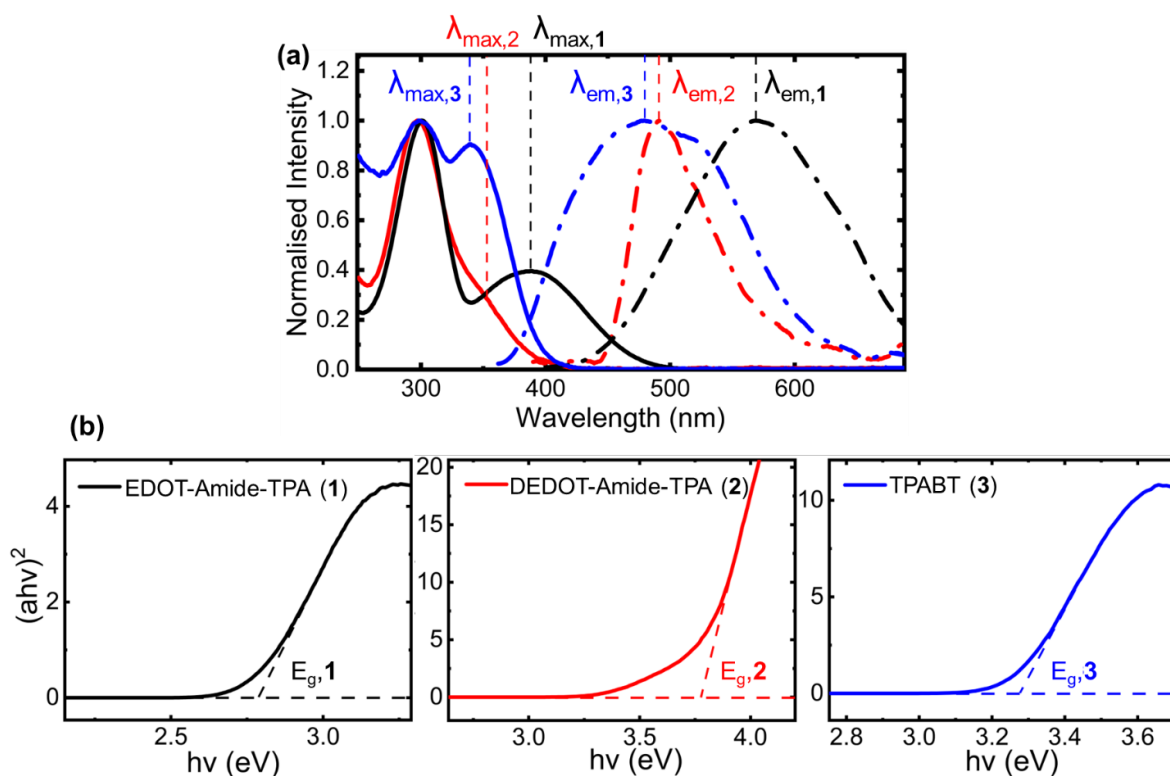 λmax,2 λmax,1
(a)
λmax,3 λem,3 λem,2 λem,1
1.2
1.0
0.8
0.6
0.4
0.2
0.0
Normalised Intensity
300 400 500 600
Wavelength (nm)
(b)
EDOT-Amide-TPA (1)
4
2
0
(ahv)2
Eg,1
2.5 3.0
hv (eV)
DEDOT-Amide-TPA (2)
20
15
10
5
0
Eg,2
3.0 3.5 4.0
hv (eV)
TPABT (3)
10
5
0
Eg,3
2.8 3.0 3.2 3.4 3.6
hv (eV)